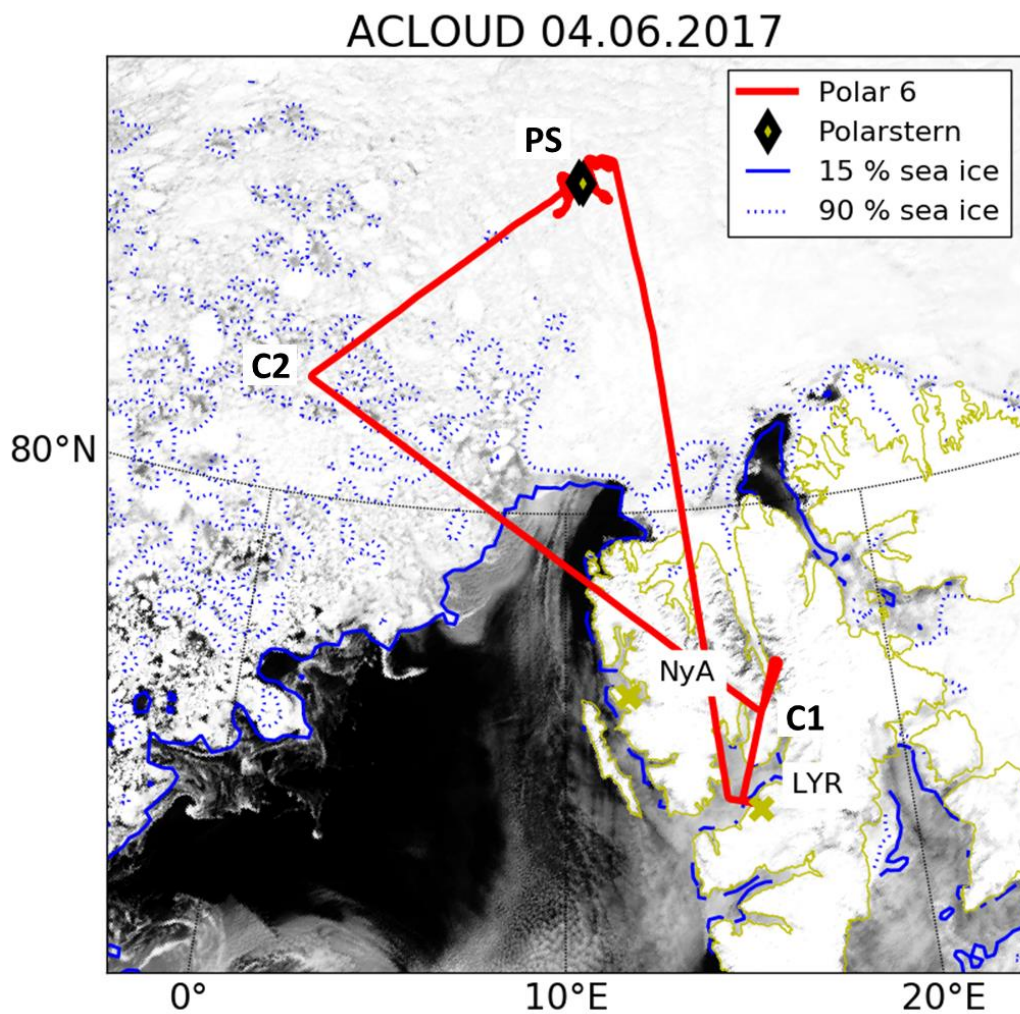 ACLOUD 04.06.2017
Polar 6
Polarstern
15 % sea ice
90 % sea ice
PS
C2
80°N
NyA
C1
LYR
0°
10°E
20°E